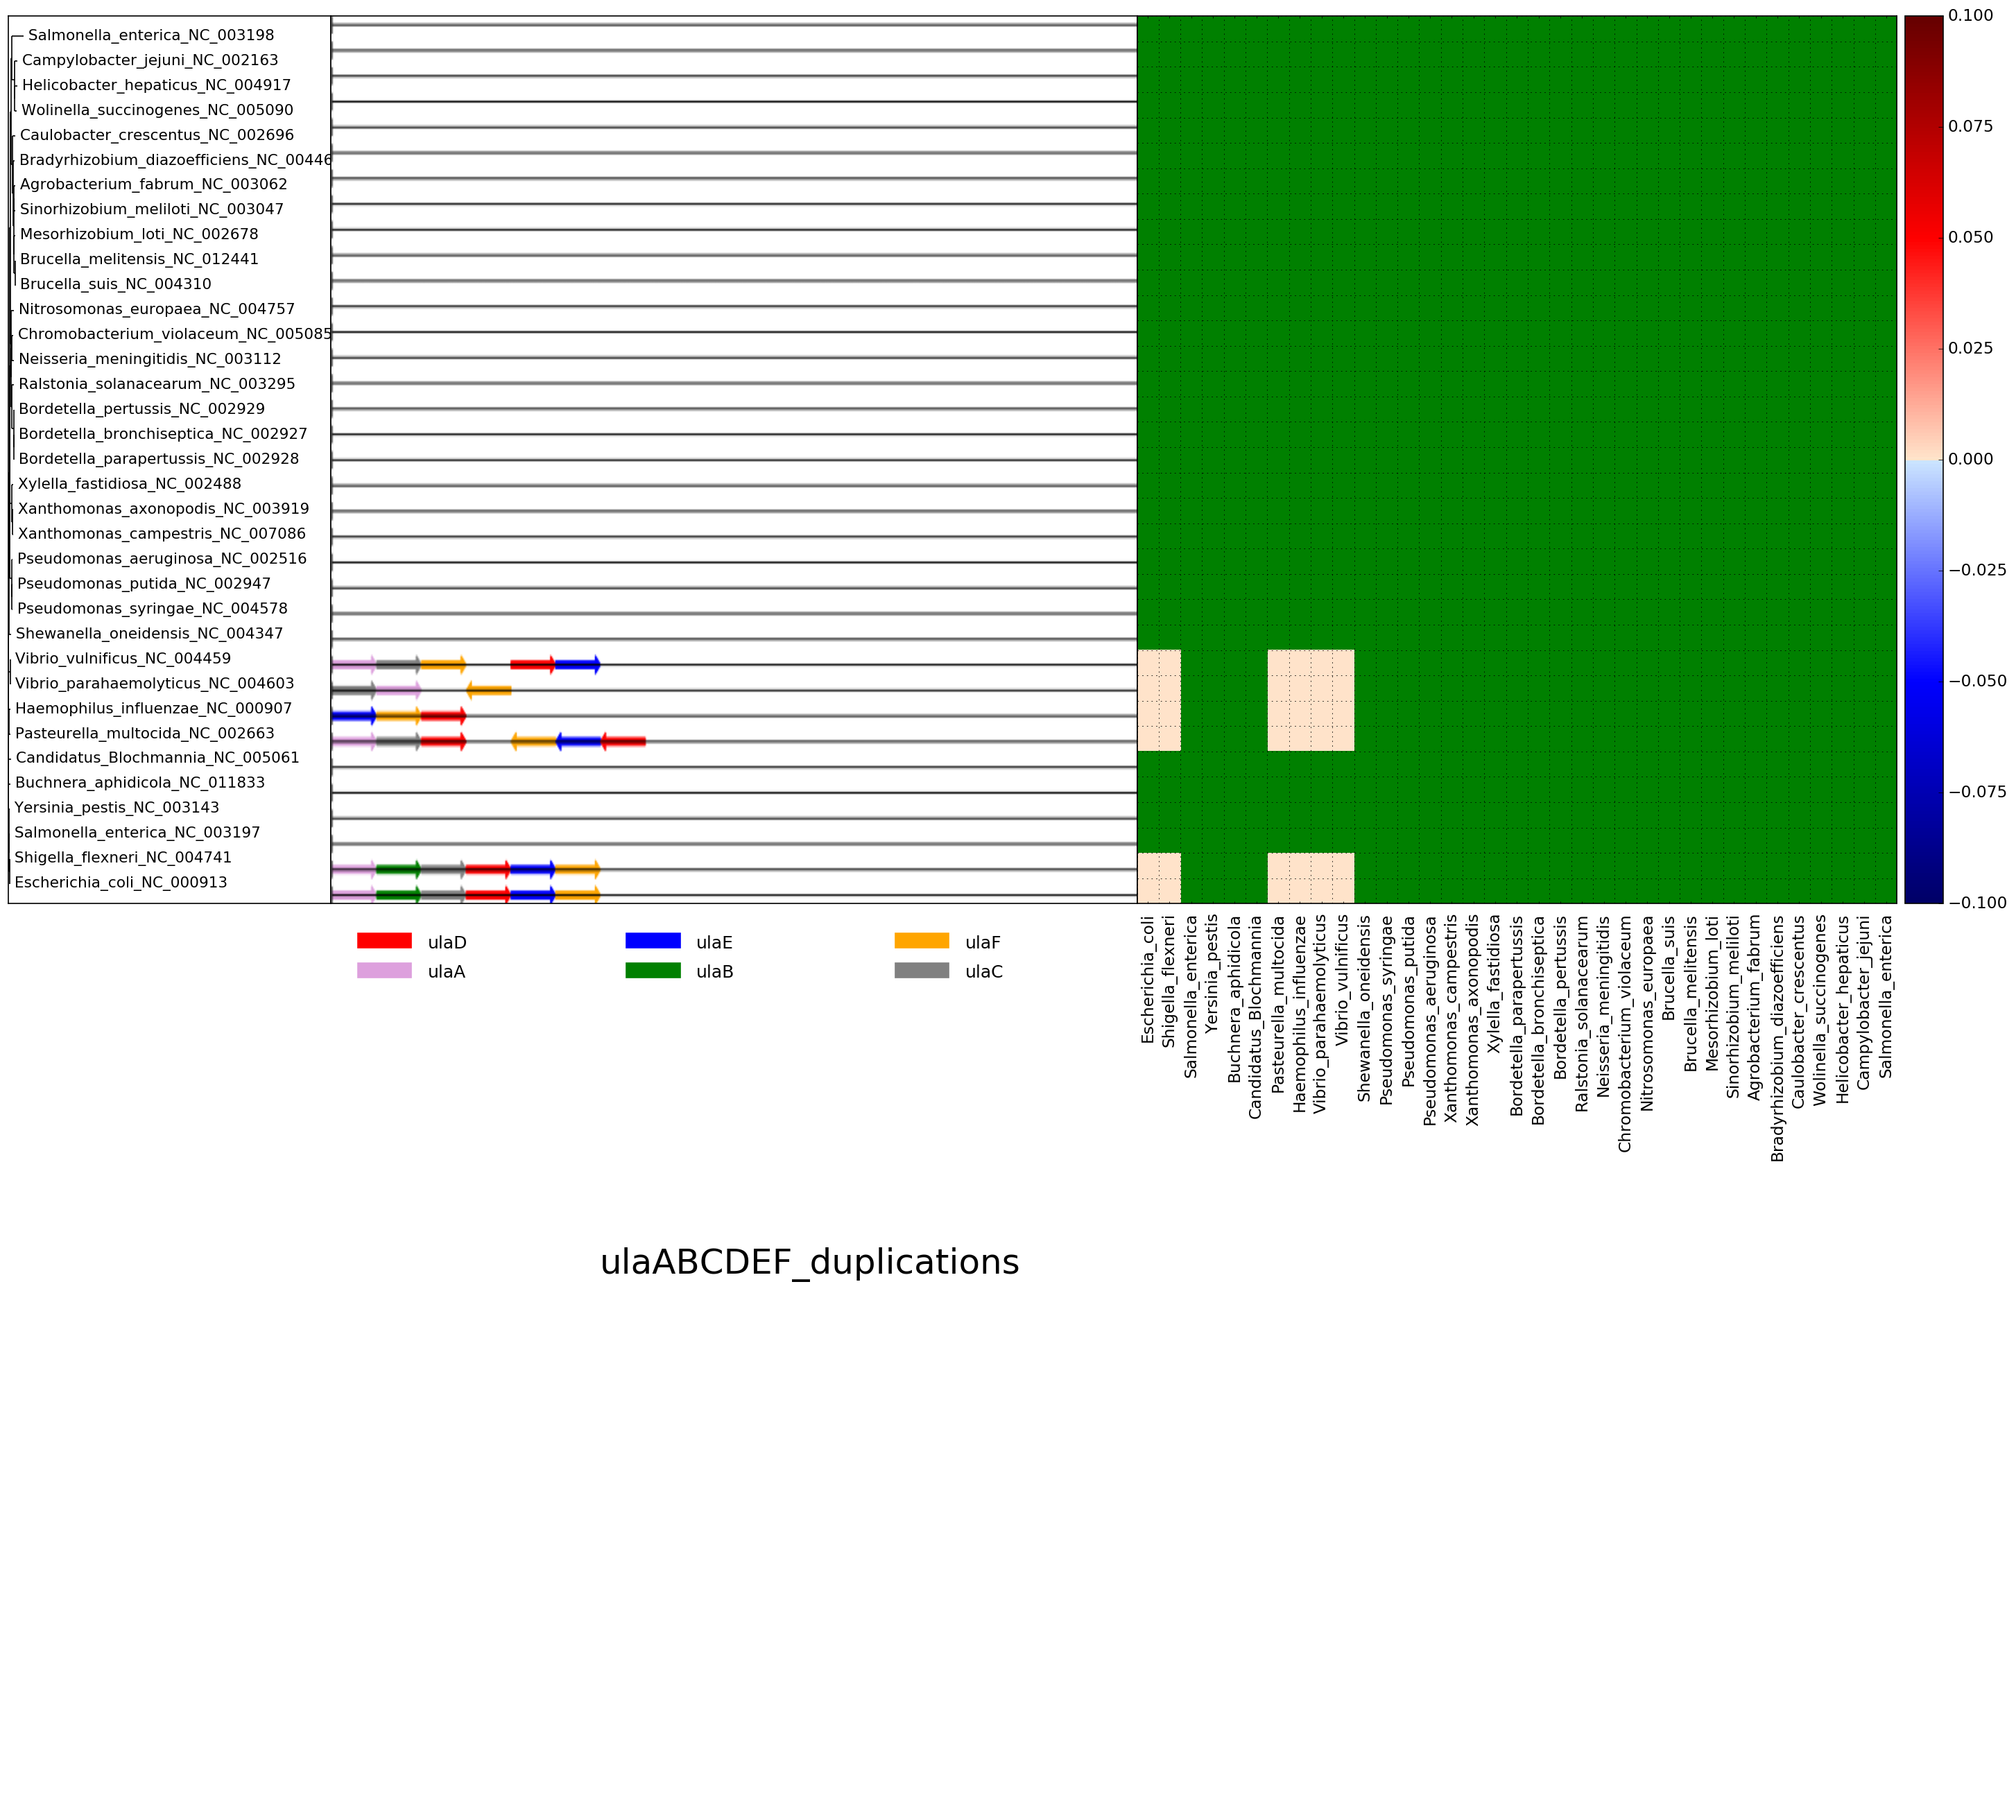 Salmonella_enterica_NC_003198
Campylobacter_jejuni_NC_002163
Helicobacter_hepaticus_NC_004917
Wolinella_succinogenes_NC_005090
Caulobacter_crescentus_NC_002696
Bradyrhizobium_diazoefficiens_NC_00446
Agrobacterium_fabrum_NC_003062
Sinorhizobium_meliloti_NC_003047
Mesorhizobium_loti_NC_002678
Brucella_melitensis_NC_012441
Brucella_suis_NC_004310
Nitrosomonas_europaea_NC_004757
Chromobacterium_violaceum_NC_005085
Neisseria_meningitidis_NC_003112
Ralstonia_solanacearum_NC_003295
Bordetella_pertussis_NC_002929
Bordetella_bronchiseptica_NC_002927
Bordetella_parapertussis_NC_002928
Xylella_fastidiosa_NC_002488
Xanthomonas_axonopodis_NC_003919
Xanthomonas_campestris_NC_007086
Pseudomonas_aeruginosa_NC_002516
Pseudomonas_putida_NC_002947
Pseudomonas_syringae_NC_004578
Shewanella_oneidensis_NC_004347
Vibrio_vulnificus_NC_004459
Vibrio_parahaemolyticus_NC_004603
Haemophilus_influenzae_NC_000907
Pasteurella_multocida_NC_002663
Candidatus_Blochmannia_NC_005061
Buchnera_aphidicola_NC_011833
Yersinia_pestis_NC_003143
Salmonella_enterica_NC_003197
Shigella_flexneri_NC_004741
Escherichia_coli_NC_000913
0.100
0.075
0.050
0.025
0.000
−0.025
−0.050
−0.075
−0.100
ulaD ulaE ulaF
ulaA ulaB ulaC
Escherichia_coli
Shigella_flexneri
Salmonella_enterica
Yersinia_pestis
Buchnera_aphidicola
Candidatus_Blochmannia
Pasteurella_multocida
Haemophilus_influenzae
Vibrio_parahaemolyticus
Vibrio_vulnificus
Shewanella_oneidensis
Pseudomonas_syringae
Pseudomonas_putida
Pseudomonas_aeruginosa
Xanthomonas_campestris
Xanthomonas_axonopodis
Xylella_fastidiosa
Bordetella_parapertussis
Bordetella_bronchiseptica
Bordetella_pertussis
Ralstonia_solanacearum
Neisseria_meningitidis
Chromobacterium_violaceum
Nitrosomonas_europaea
Brucella_suis
Brucella_melitensis
Mesorhizobium_loti
Sinorhizobium_meliloti
Agrobacterium_fabrum
Bradyrhizobium_diazoefficiens
Caulobacter_crescentus
Wolinella_succinogenes
Helicobacter_hepaticus
Campylobacter_jejuni
Salmonella_enterica
ulaABCDEF_duplications